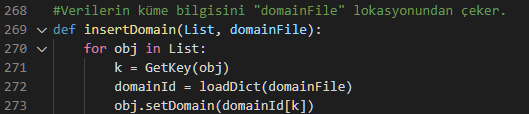 268 #Verilerin küme bilgisini "domainFile" lokasyonundan çeker.
269 def insertDomain(List, domainFile):
270     for obj in List:
271         k = GetKey(obj)
272         domainId = loadDict(domainFile)
273         obj.setDomain(domainId[k])